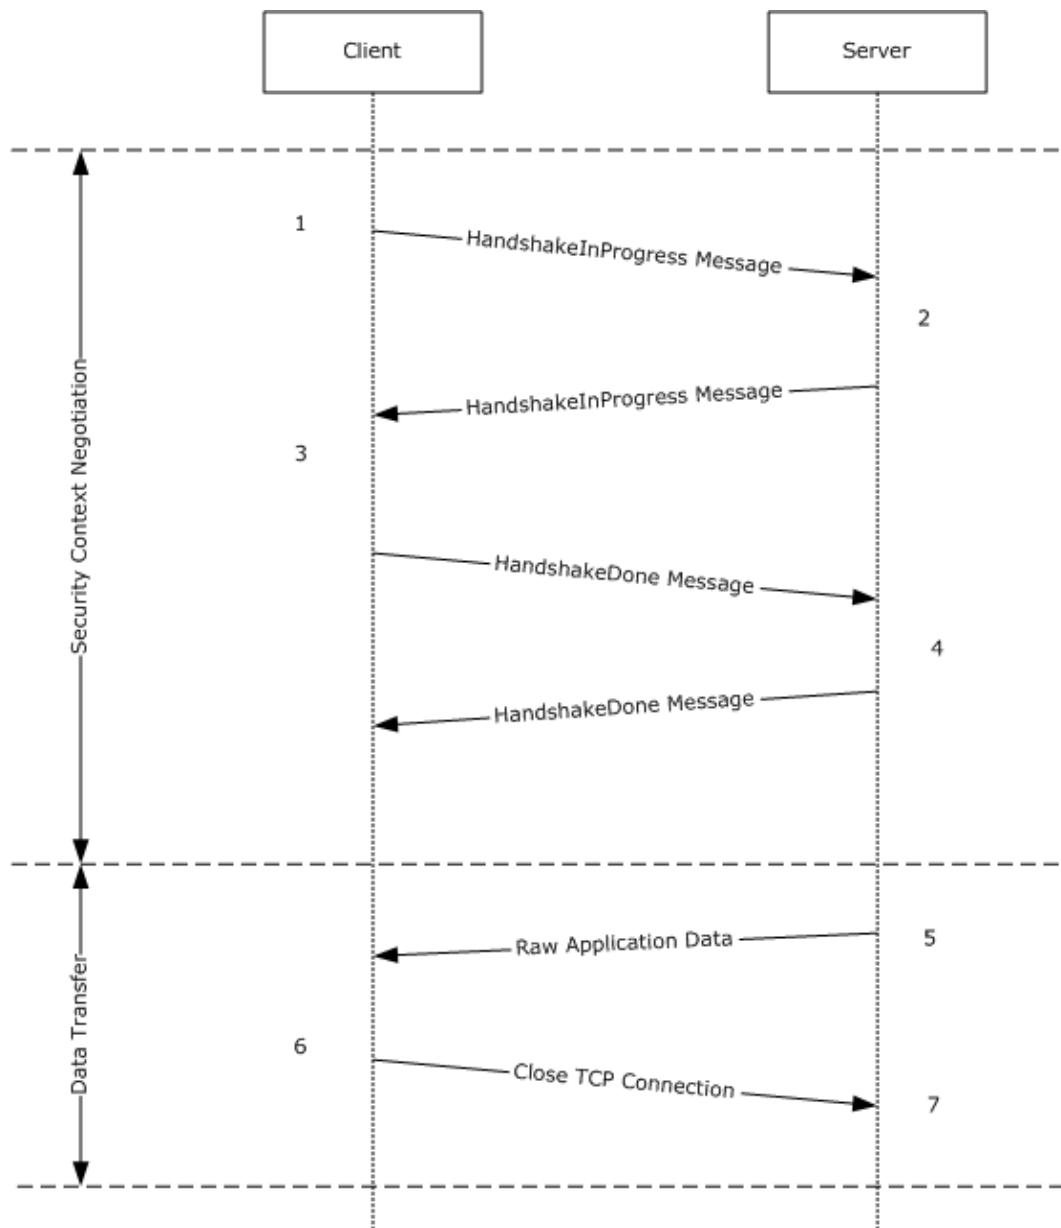 Client
Server
1
HandshakeInProgress Message
2
HandshakeInProgress Message
3
Security Context Negotiation
HandshakeDone Message
4
HandshakeDone Message
Raw Application Data
5
Data Transfer
6
Close TCP Connection
7